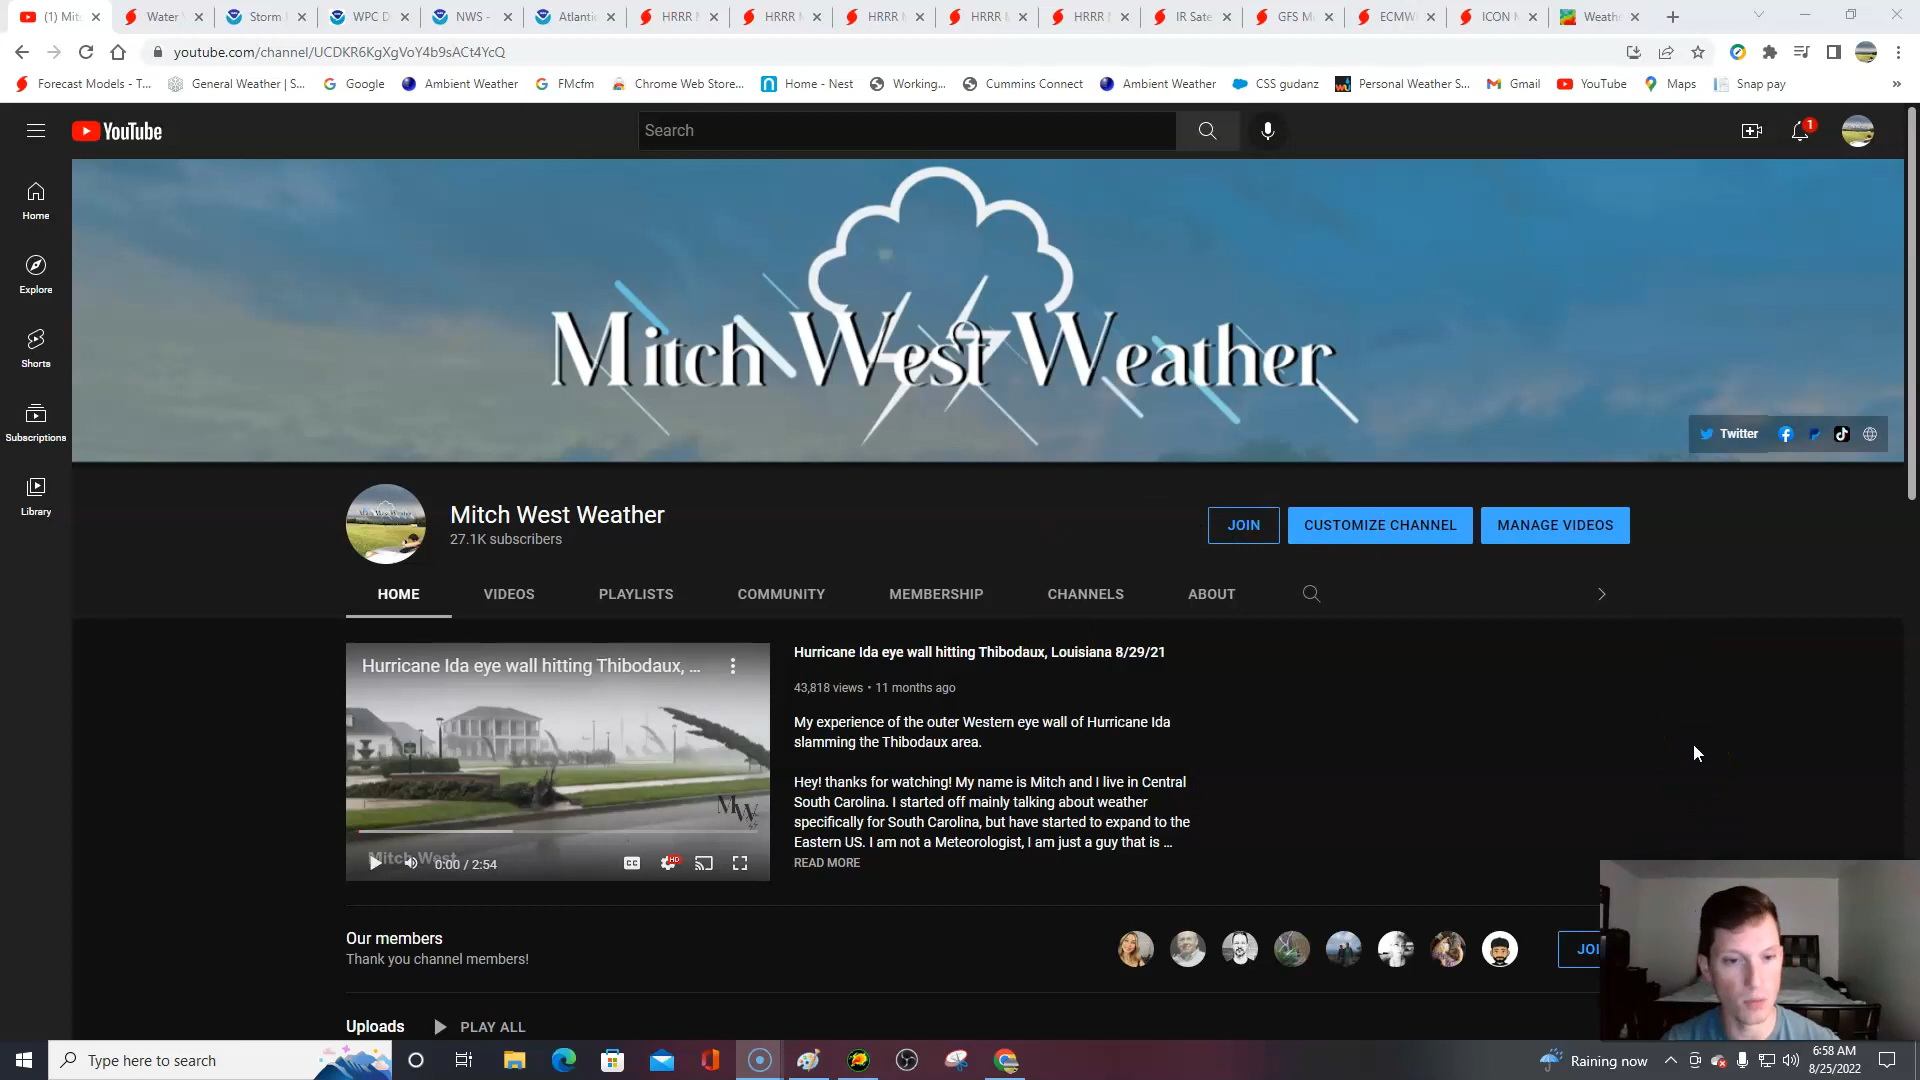 (1) Mit
Water
Storm
WPC D
NWS -
Atlantic
HRRR
HRRR
HRRR
HRRR
HRRR
IR Sate
GFS M
ECMW
ICON
Weathe
youtube.com/channel/UCDKR6KgXgVoY4b9sACt4YcQ
Forecast Models - T...
General Weather | S...
Google
Ambient Weather
FMcfm
Chrome Web Store...
Home - Nest
Working...
Cummins Connect
Ambient Weather
CSS gudanz
Personal Weather S...
Gmail
YouTube
Maps
Snap pay
YouTube
Search
1
Home
Explore
Shorts
Subscriptions
Library
Mitch West Weather
Twitter
Mitch West Weather
27.1K subscribers
JOIN
CUSTOMIZE CHANNEL
MANAGE VIDEOS
HOME
VIDEOS
PLAYLISTS
COMMUNITY
MEMBERSHIP
CHANNELS
ABOUT
Hurricane Ida eye wall hitting Thibodaux, ...
MW
Mitch West
0:00 / 2:54
CC
HD
Hurricane Ida eye wall hitting Thibodaux, Louisiana 8/29/21
43,818 views • 11 months ago
My experience of the outer Western eye wall of Hurricane Ida
slamming the Thibodaux area.
Hey! thanks for watching! My name is Mitch and I live in Central
South Carolina. I started off mainly talking about weather
specifically for South Carolina, but have started to expand to the
Eastern US. I am not a Meteorologist, I am just a guy that is ...
READ MORE
Our members
Thank you channel members!
JOI
Uploads
PLAY ALL
Type here to search
Raining now
6:58 AM
8/25/2022